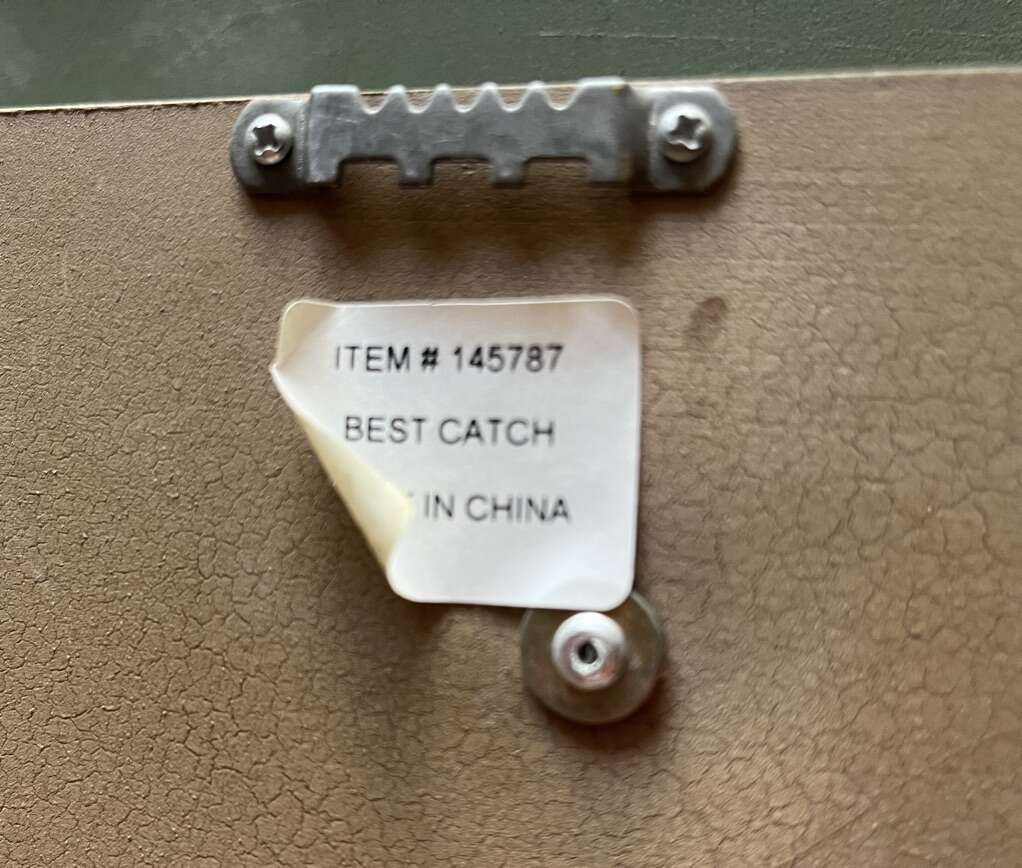 ITEM # 145787
BEST CATCH
IN CHINA